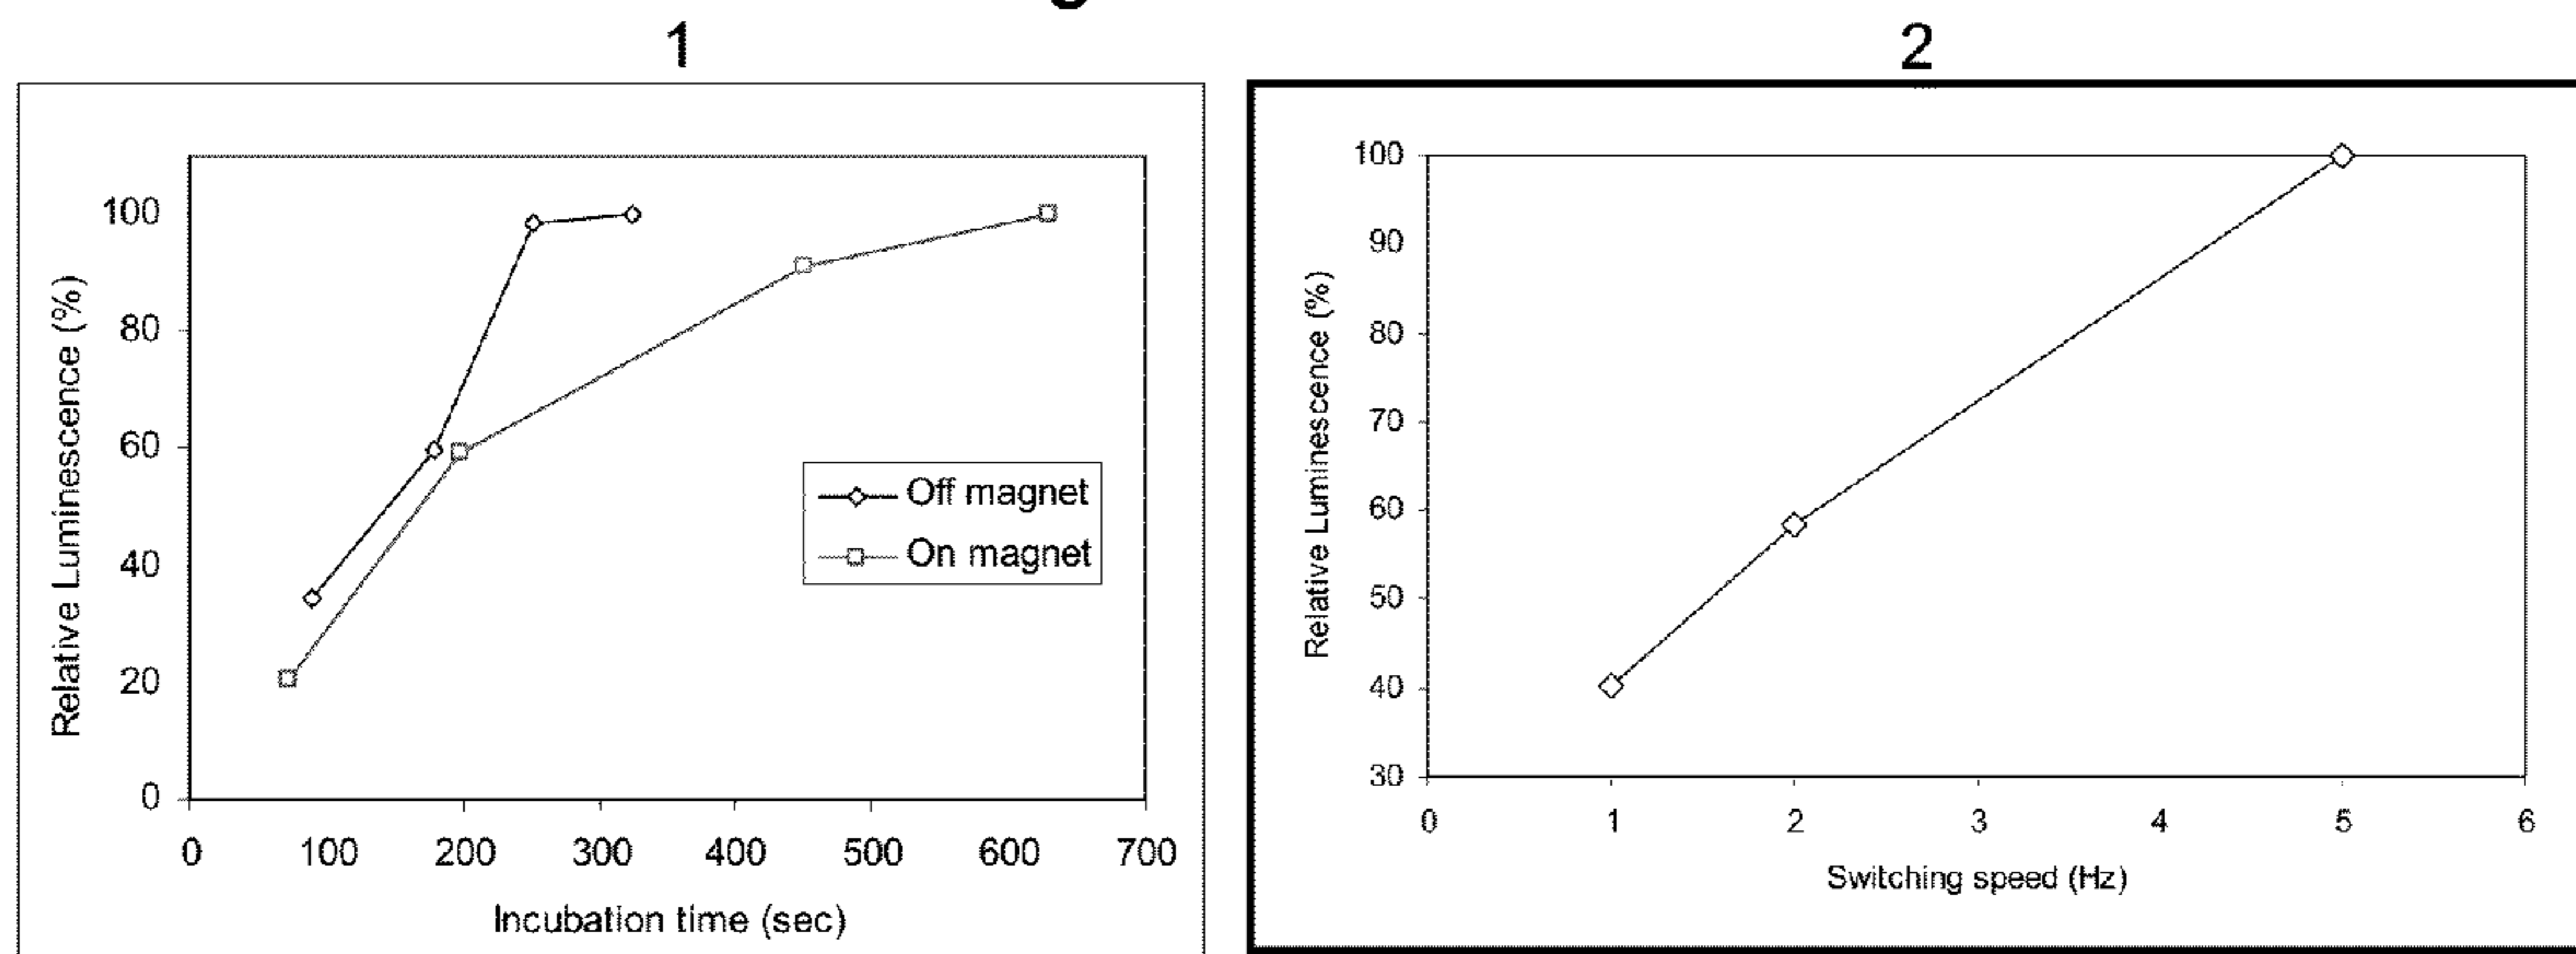 1
100
80
60
40
20
0
Relative Luminescence (%)
Off magnet
On magnet
0 100 200 300 400 500 600 700
Incubation time (sec)
2
100
90
80
70
60
50
40
30
Relative Luminescence (%)
0 1 2 3 4 5 6
Switching speed (Hz)